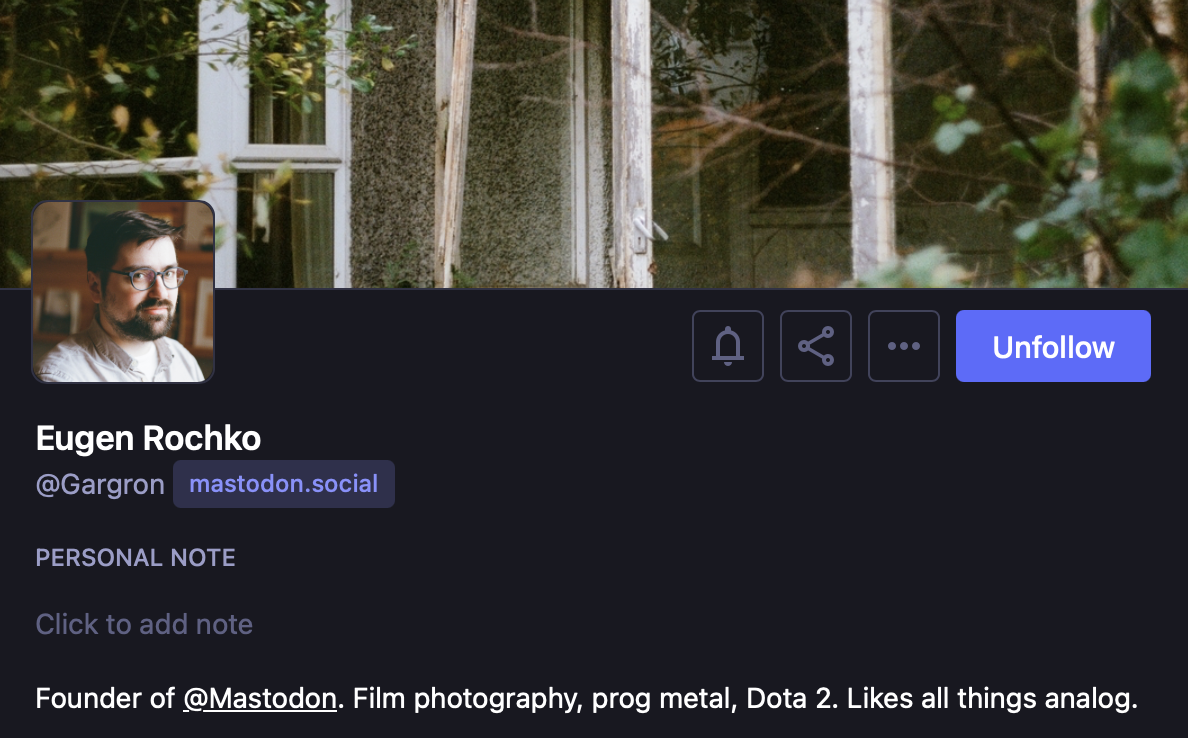 Unfollow
Eugen Rochko
@Gargron mastodon.social
PERSONAL NOTE
Click to add note
Founder of @Mastodon. Film photography, prog metal, Dota 2. Likes all things analog.